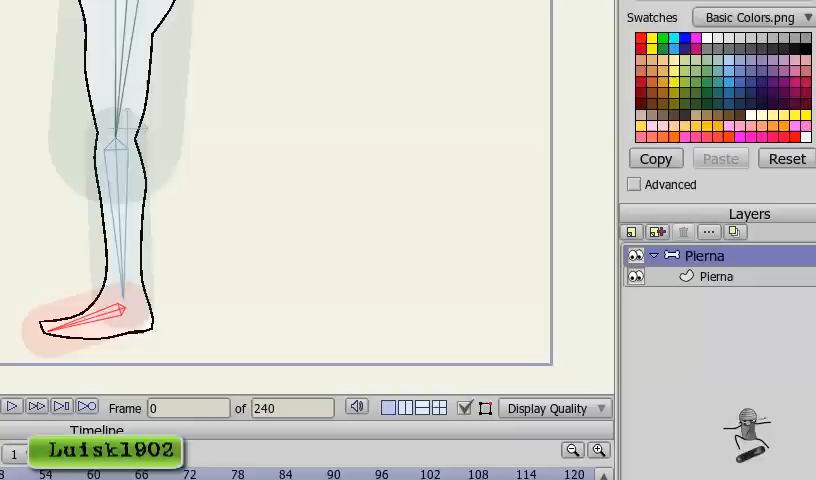 Swatches Basic Colors.png
Copy Paste Reset
Advanced
Layers
Pierna
Pierna
Frame 0 of 240 Display Quality
Timeline
1
Luisk1902
54 60 66 72 78 84 90 96 102 108 114 120